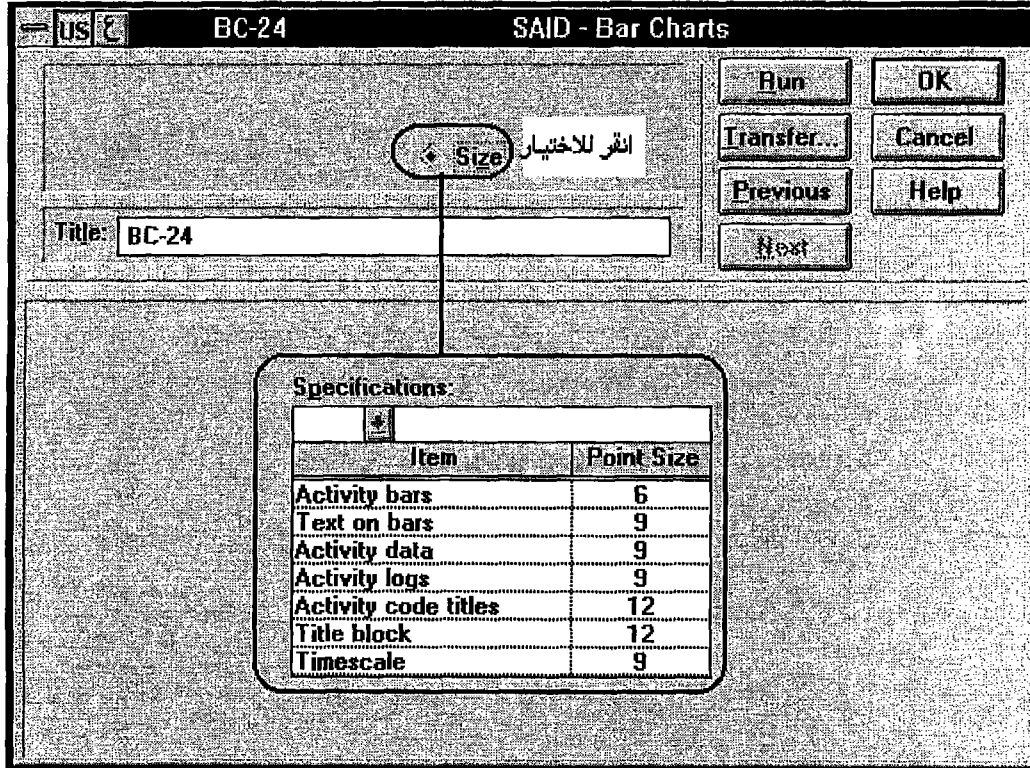 US ع BC-24 SAID - Bar Charts
Run OK
Size انقر للاختيار Transfer... Cancel
Previous Help
Title: BC-24
Next
Specifications:
Item Point Size
Activity bars 6
Text on bars 9
Activity data 9
Activity logs 9
Activity code titles 12
Title block 12
Timescale 9